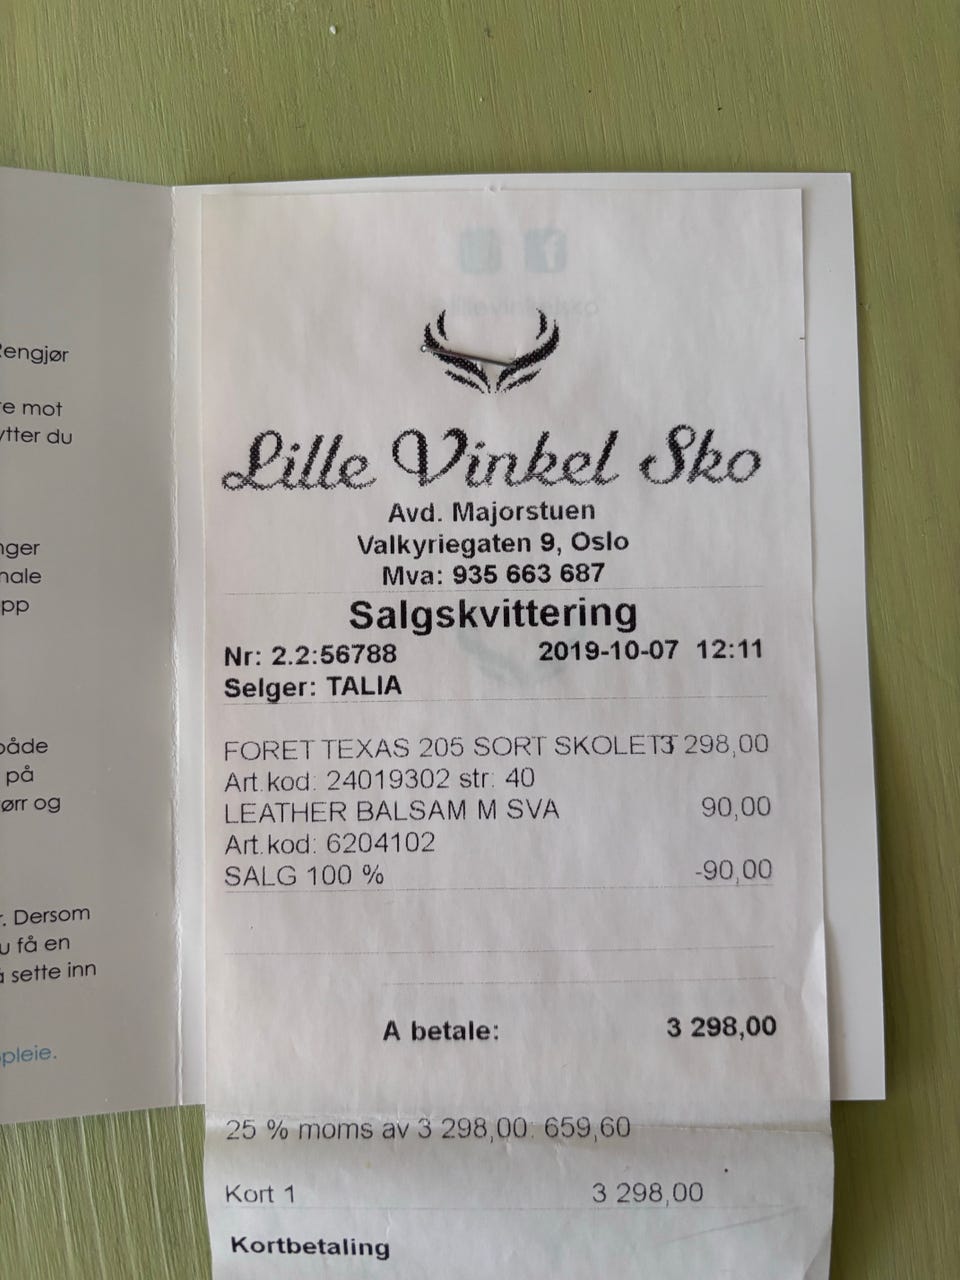 engjør
e mot
tter du
nger
male
pp
både
på
ørr og
. Dersom
u få en
å sette inn
pleie.
Lille Vinkel Sko
Avd. Majorstuen
Valkyriegaten 9, Oslo
Mva: 935 663 687
Salgskvittering
Nr: 2.2:56788 2019-10-07 12:11
Selger: TALIA
FORET TEXAS 205 SORT SKOLET 3 298,00
Art.kod: 24019302 str: 40
LEATHER BALSAM M SVA 90,00
Art.kod: 6204102
SALG 100 % -90,00
A betale: 3 298,00
25 % moms av 3 298,00: 659,60
Kort 1 3 298,00
Kortbetaling